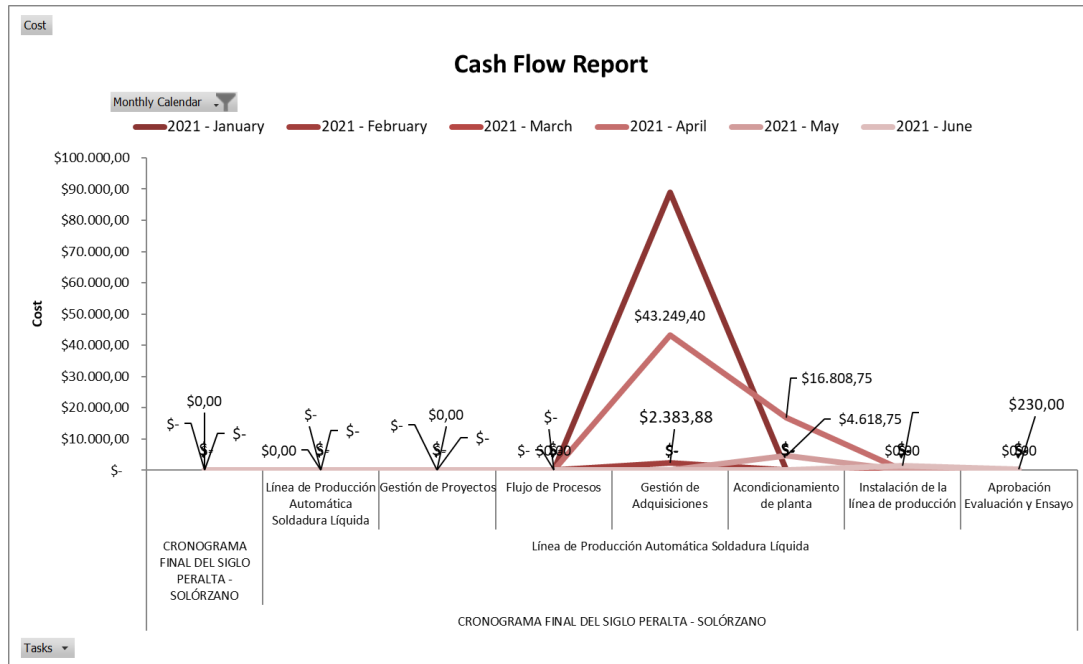 Cost
Cash Flow Report
Monthly Calendar
2021 - January 2021 - February 2021 - March 2021 - April 2021 - May 2021 - June
$100.000,00
$90.000,00
$80.000,00
$70.000,00
$60.000,00
$50.000,00
$40.000,00
$30.000,00
$20.000,00
$10.000,00
$-
Cost
$0,00
$-
$-
$-
$-
$-
$0,00
$-
$0,00
$-
$-
$-
$-
$-
$-
$43.249,40
$2.383,88
$-
$16.808,75
$4.618,75
$-
$230,00
Línea de Producción
Automática
Soldadura Líquida
Gestión de Proyectos
Flujo de Procesos
Gestión de
Adquisiciones
Acondicionamiento
de planta
Instalación de la
línea de producción
Aprobación
Evaluación y Ensayo
CRONOGRAMA
FINAL DEL SIGLO
PERALTA -
SOLÓRZANO
Línea de Producción Automática Soldadura Líquida
CRONOGRAMA FINAL DEL SIGLO PERALTA - SOLÓRZANO
Tasks